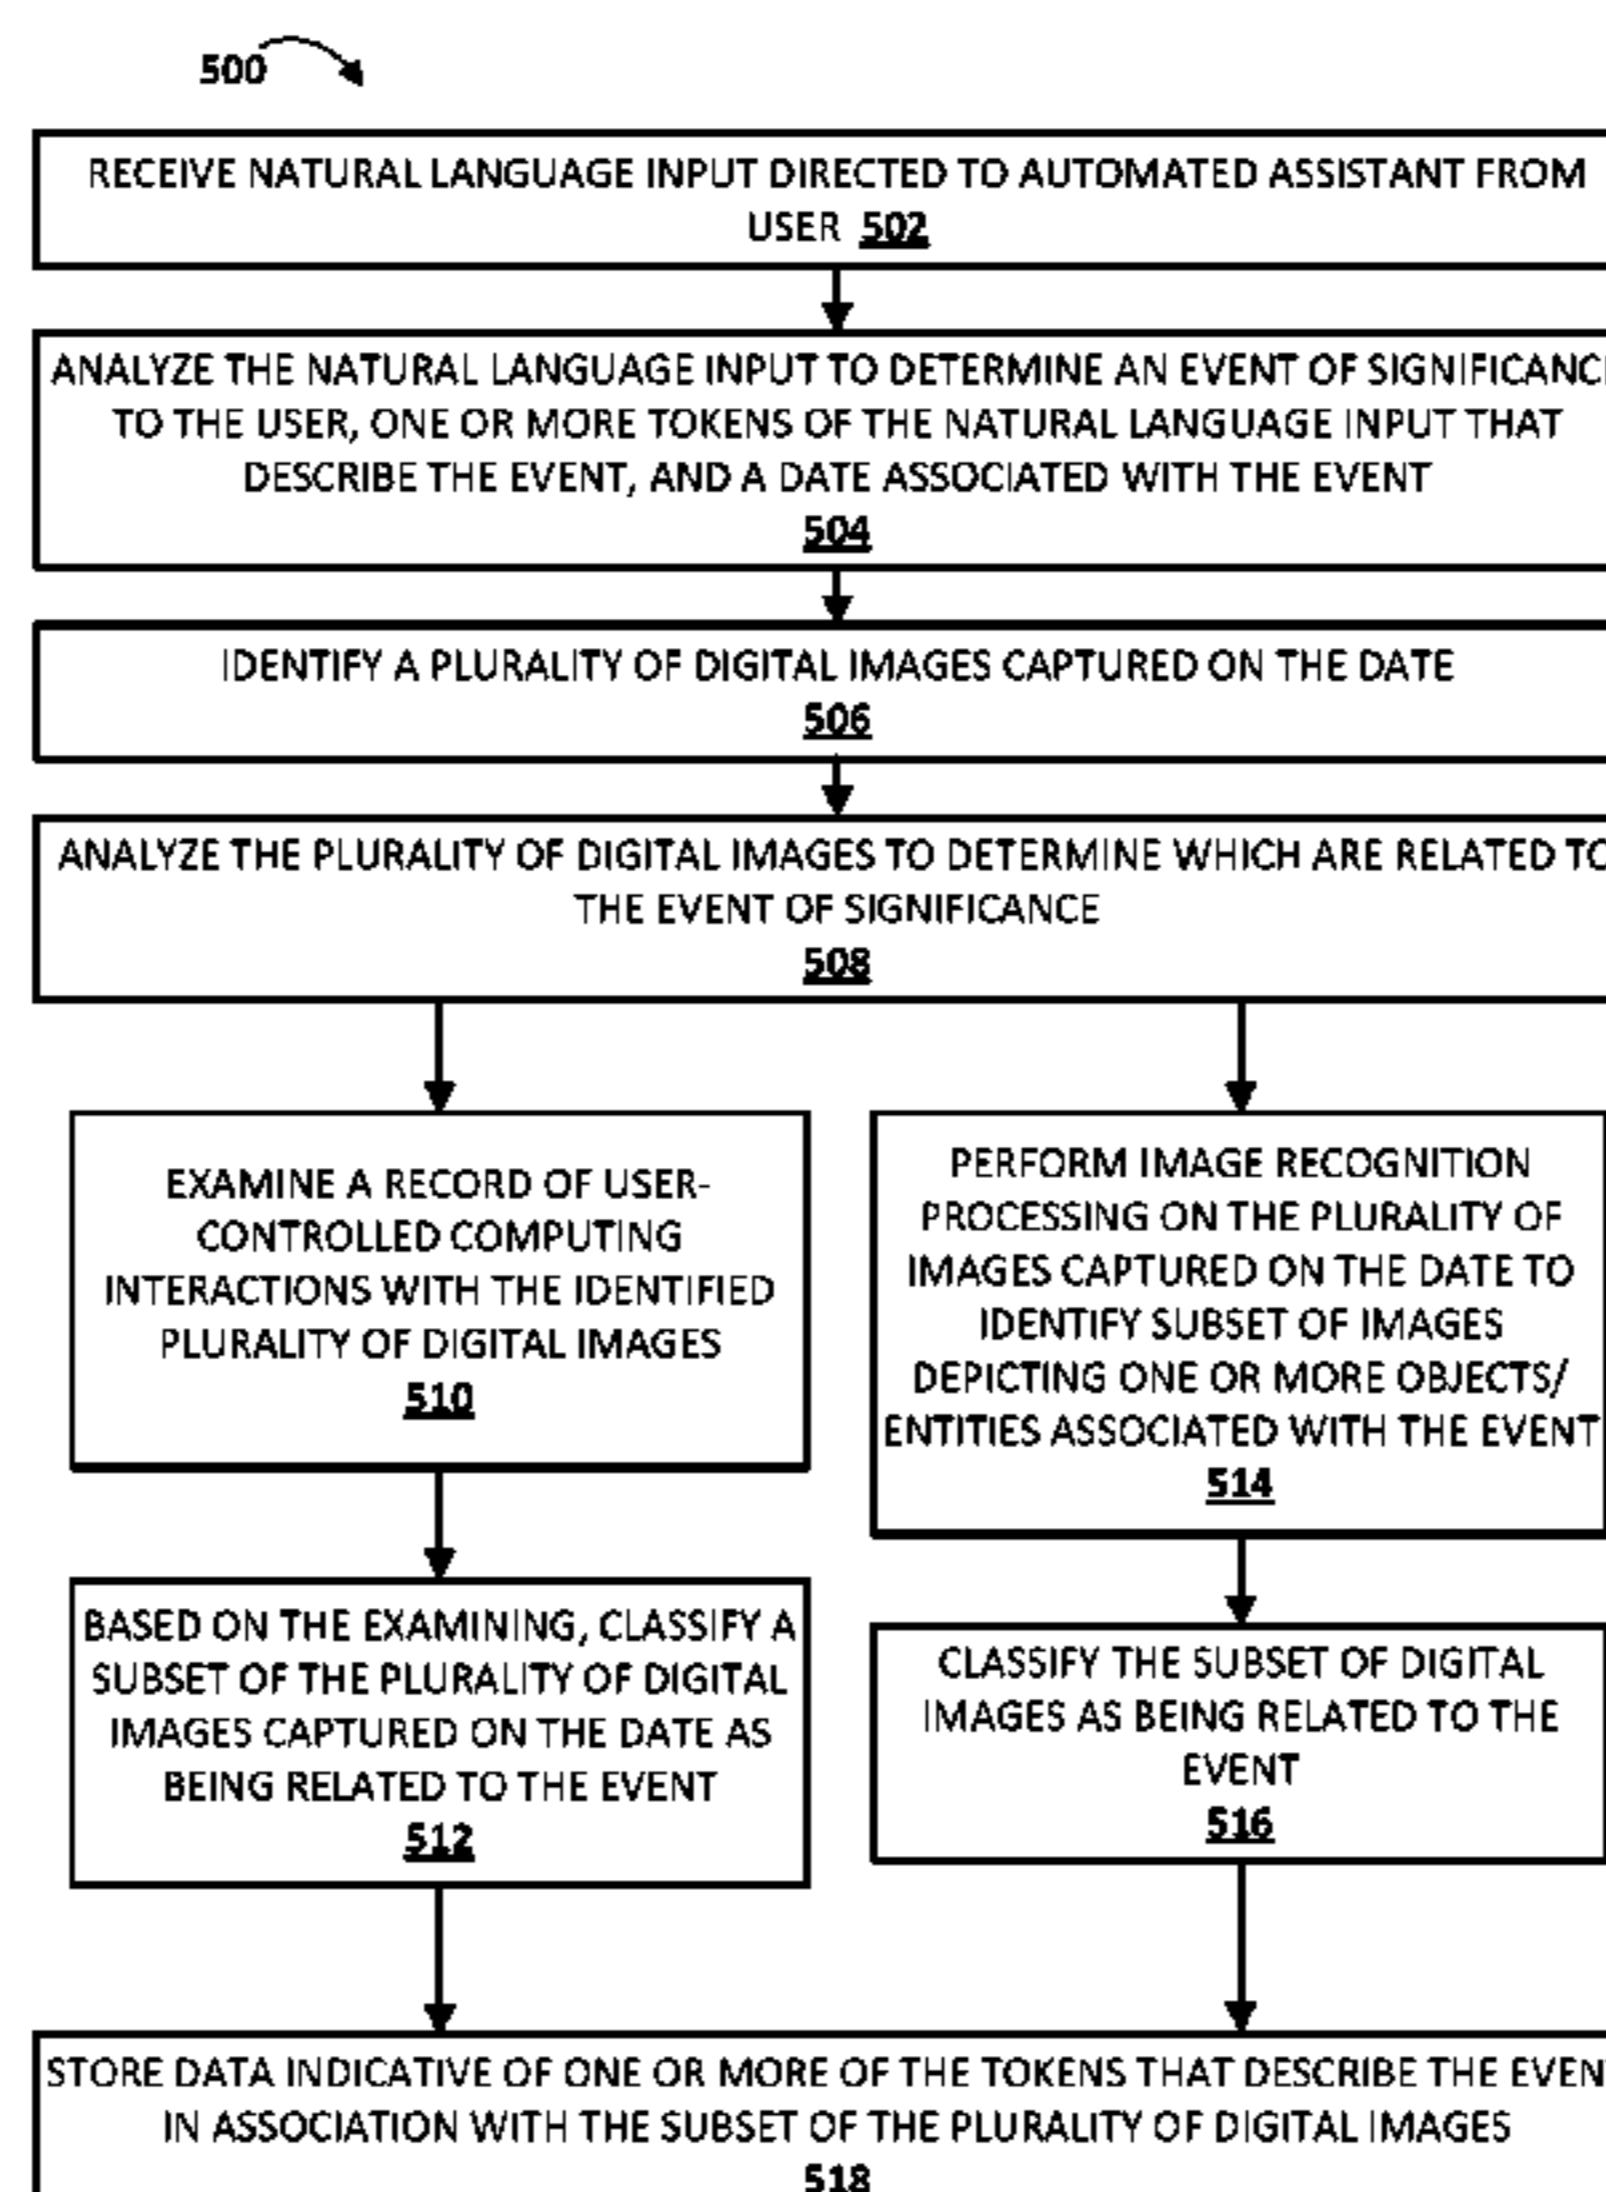 500
RECEIVE NATURAL LANGUAGE INPUT DIRECTED TO AUTOMATED ASSISTANT FROM
USER 502
ANALYZE THE NATURAL LANGUAGE INPUT TO DETERMINE AN EVENT OF SIGNIFICANCE
TO THE USER, ONE OR MORE TOKENS OF THE NATURAL LANGUAGE INPUT THAT
DESCRIBE THE EVENT, AND A DATE ASSOCIATED WITH THE EVENT
504
IDENTIFY A PLURALITY OF DIGITAL IMAGES CAPTURED ON THE DATE
506
ANALYZE THE PLURALITY OF DIGITAL IMAGES TO DETERMINE WHICH ARE RELATED TO
THE EVENT OF SIGNIFICANCE
508
EXAMINE A RECORD OF USER-
CONTROLLED COMPUTING
INTERACTIONS WITH THE IDENTIFIED
PLURALITY OF DIGITAL IMAGES
510
PERFORM IMAGE RECOGNITION
PROCESSING ON THE PLURALITY OF
IMAGES CAPTURED ON THE DATE TO
IDENTIFY SUBSET OF IMAGES
DEPICTING ONE OR MORE OBJECTS/
ENTITIES ASSOCIATED WITH THE EVENT
514
BASED ON THE EXAMINING, CLASSIFY A
SUBSET OF THE PLURALITY OF DIGITAL
IMAGES CAPTURED ON THE DATE AS
BEING RELATED TO THE EVENT
512
CLASSIFY THE SUBSET OF DIGITAL
IMAGES AS BEING RELATED TO THE
EVENT
516
STORE DATA INDICATIVE OF ONE OR MORE OF THE TOKENS THAT DESCRIBE THE EVENT
IN ASSOCIATION WITH THE SUBSET OF THE PLURALITY OF DIGITAL IMAGES
518